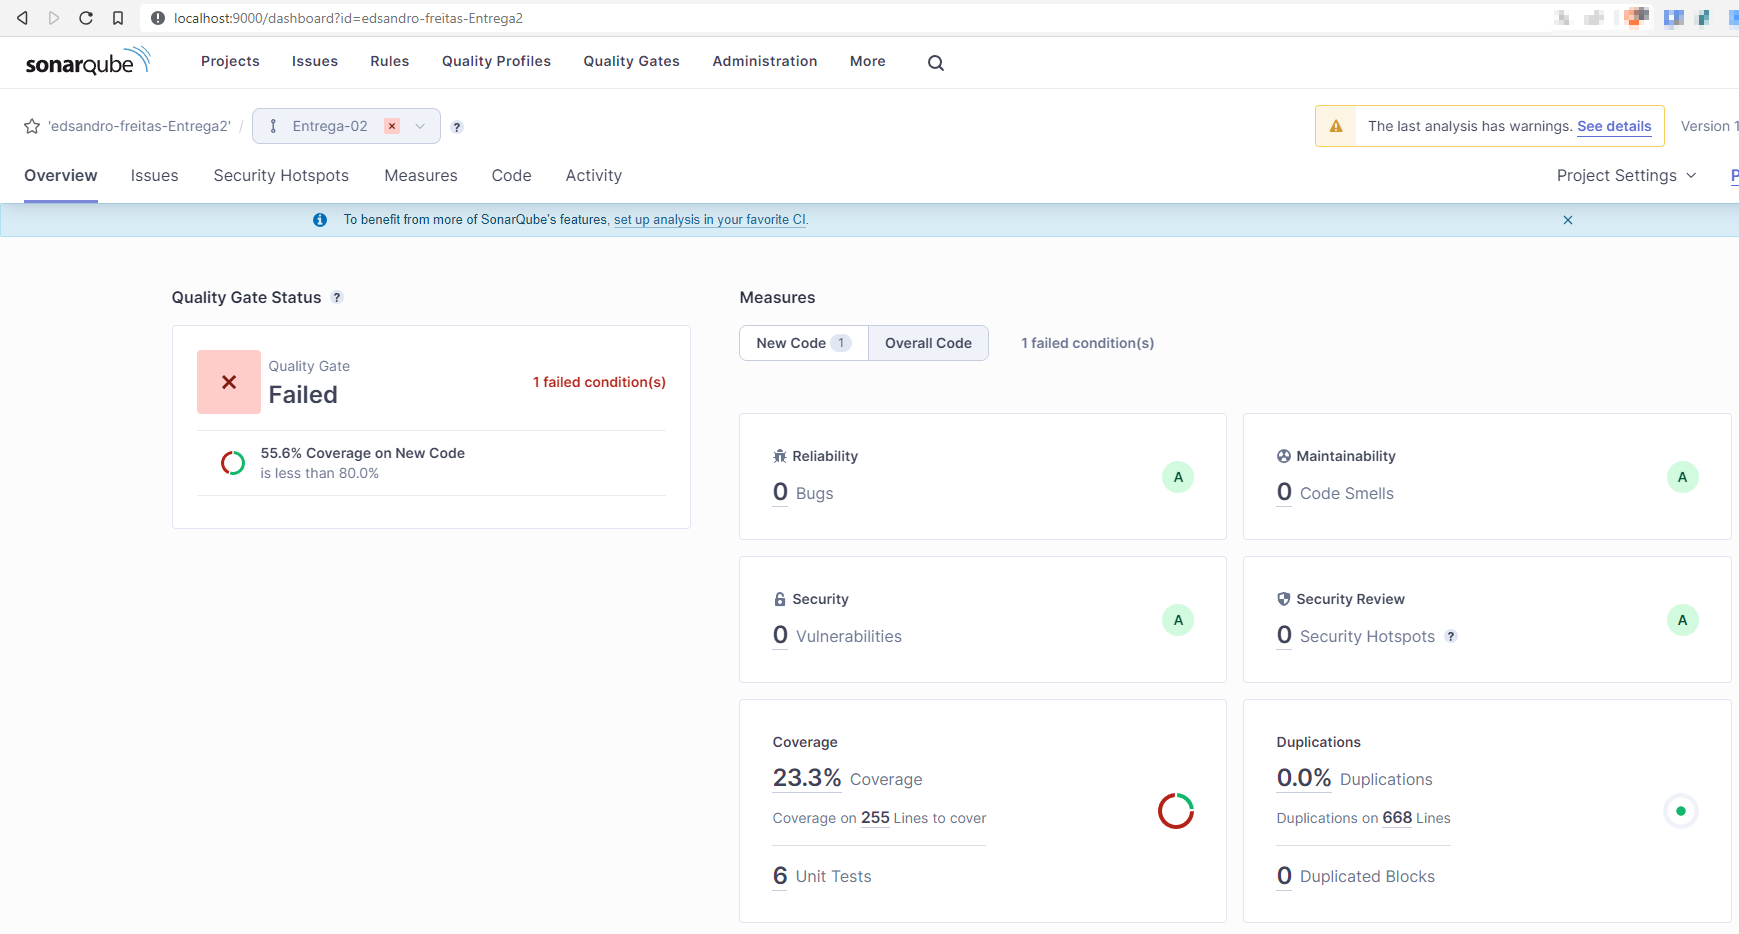 localhost:9000/dashboard?id=edsandro-freitas-Entrega2
sonarqube Projects Issues Rules Quality Profiles Quality Gates Administration More
'edsandro-freitas-Entrega2' / Entrega-02 ?
The last analysis has warnings. See details Version 1
Overview Issues Security Hotspots Measures Code Activity Project Settings P
To benefit from more of SonarQube's features, set up analysis in your favorite CI.
Quality Gate Status ?
Quality Gate
Failed
1 failed condition(s)
55.6% Coverage on New Code
is less than 80.0%
Measures
New Code 1 Overall Code 1 failed condition(s)
Reliability
0 Bugs
A
Maintainability
0 Code Smells
A
Security
0 Vulnerabilities
A
Security Review
0 Security Hotspots ?
A
Coverage
23.3% Coverage
Coverage on 255 Lines to cover
6 Unit Tests
Duplications
0.0% Duplications
Duplications on 668 Lines
0 Duplicated Blocks